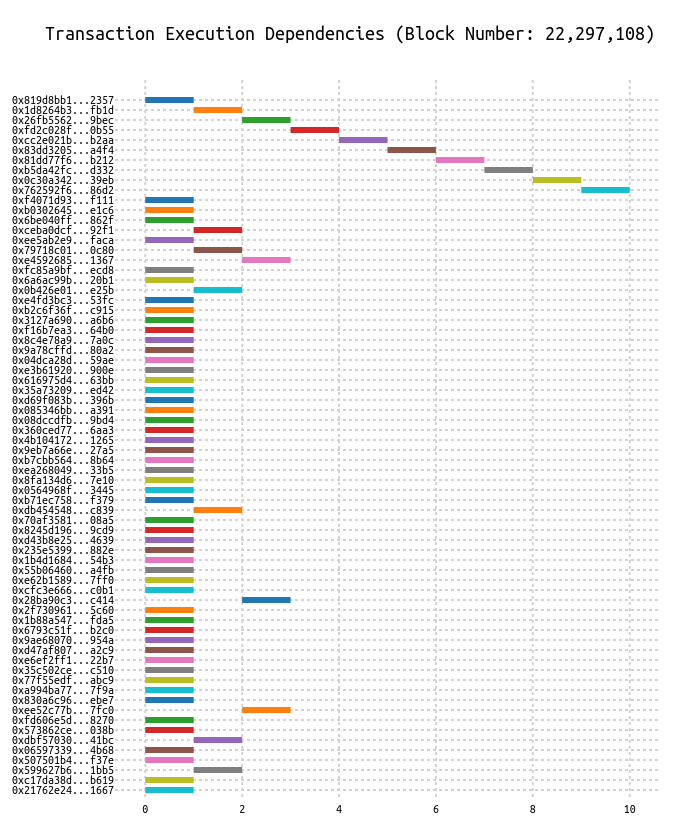 Transaction Execution Dependencies (Block Number: 22,297,108)
0x819d8bb1...2357
0x1d8264b3...fb1d
0x26fb5562...9bec
0xfd2c028f...0b55
0xcc2e021b...b2aa
0x83dd3205...a4f4
0x81dd77f6...b212
0xb5da42fc...d332
0x0c30a342...39eb
0x762592f6...86d2
0xf4071d93...f111
0xb0302645...e1c6
0x6be040ff...862f
0xceba0dcf...92f1
0xee5ab2e9...faca
0x79718c01...0c80
0xe4592685...1367
0xfc85a9bf...ecd8
0x6a6ac99b...20b1
0x0b426e01...e25b
0xe4fd3bc3...53fc
0xb2c6f36f...c915
0x3127a690...a6b6
0xf16b7ea3...64b0
0x8c4e78a9...7a0c
0x9a78cffd...80a2
0x04dca28d...59ae
0xe3b61920...900e
0x616975d4...63bb
0x35a73209...ed42
0xd69f083b...396b
0x085346bb...a391
0x08dccdfb...9bd4
0x360ced77...6aa3
0x4b104172...1265
0x9eb7a66e...27a5
0xb7cbb564...8b64
0xea268049...33b5
0x8fa134d6...7e10
0x0564968f...3445
0xb71ec758...f379
0xdb454548...c839
0x70af3581...08a5
0x8245d196...9cd9
0xd43b8e25...4639
0x235e5399...882e
0x1b4d1684...54b3
0x55b06460...a4fb
0xe62b1589...7ff0
0xcfc3e666...c0b1
0x28ba90c3...c414
0x2f730961...5c60
0x1b88a547...fda5
0x6793c51f...b2c0
0x9ae68070...954a
0xd47af807...a2c9
0xe6ef2ff1...22b7
0x35c502ce...c510
0x77f55edf...abc9
0xa994ba77...7f9a
0x830a6c96...ebe7
0xee52c77b...7fc0
0xfd606e5d...8270
0x573862ce...038b
0xdbf57030...41bc
0x06597339...4b68
0x507501b4...f37e
0x599627b6...1bb5
0xc17da38d...b619
0x21762e24...1667
0 2 4 6 8 10